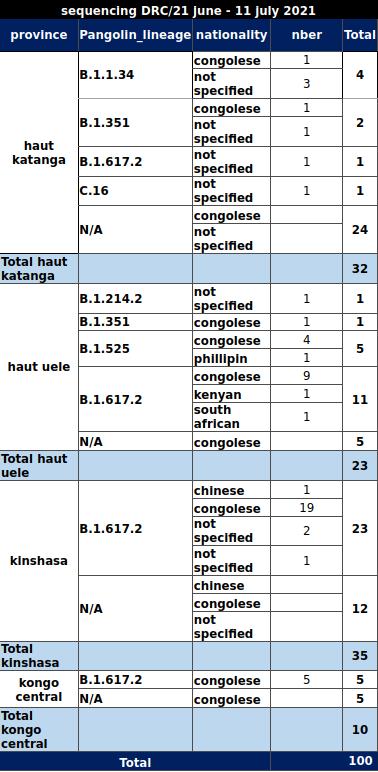 sequencing DRC/21 june - 11 july 2021
province Pangolin_lineage nationality nber Total
haut katanga B.1.1.34 congolese 1 4
not specified 3
B.1.351 congolese 1 2
not specified 1
B.1.617.2 not specified 1 1
C.16 not specified 1 1
N/A congolese 24
not specified
Total haut katanga 32
haut uele B.1.214.2 not specified 1 1
B.1.351 congolese 1 1
B.1.525 congolese 4 5
phillipin 1
B.1.617.2 congolese 9 11
kenyan 1
south african 1
N/A congolese 5
Total haut uele 23
kinshasa B.1.617.2 chinese 1 23
congolese 19
not specified 2
not specified 1
N/A chinese 12
congolese
not specified
Total kinshasa 35
kongo central B.1.617.2 congolese 5 5
N/A congolese 5
Total kongo central 10
Total 100